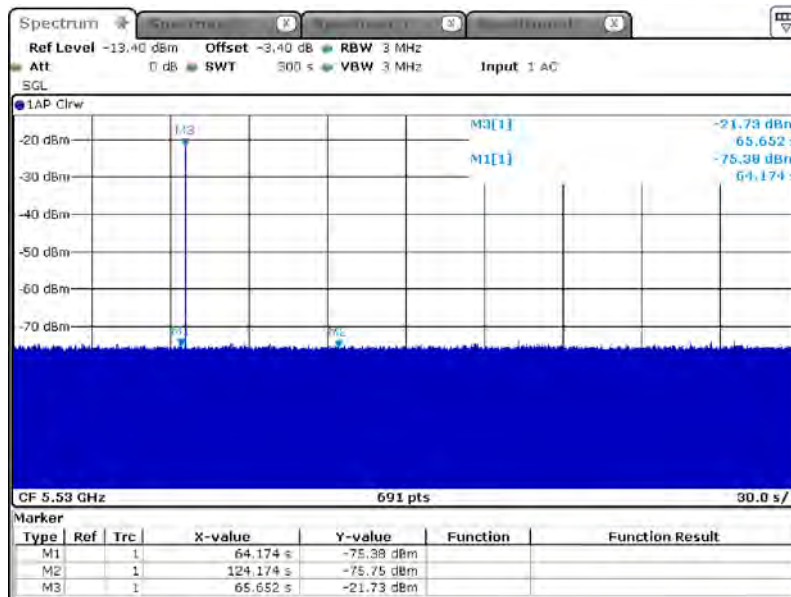 Spectrum
Ref Level -13.40 dBm Offset -3.40 dB RBW 3 MHz
Att 0 dB SWT 300 s VBW 3 MHz Input 1 AC
SGL
1AP Clrw
M3[1] -21.73 dBm
65.652 s
M1[1] -75.38 dBm
64.174 s
M3
-20 dBm
-30 dBm
-40 dBm
-50 dBm
-60 dBm
-70 dBm
M1 M2
CF 5.53 GHz 691 pts 30.0 s/
Marker
Type Ref Trc X-value Y-value Function Function Result
M1 1 64.174 s -75.38 dBm
M2 1 124.174 s -75.75 dBm
M3 1 65.652 s -21.73 dBm